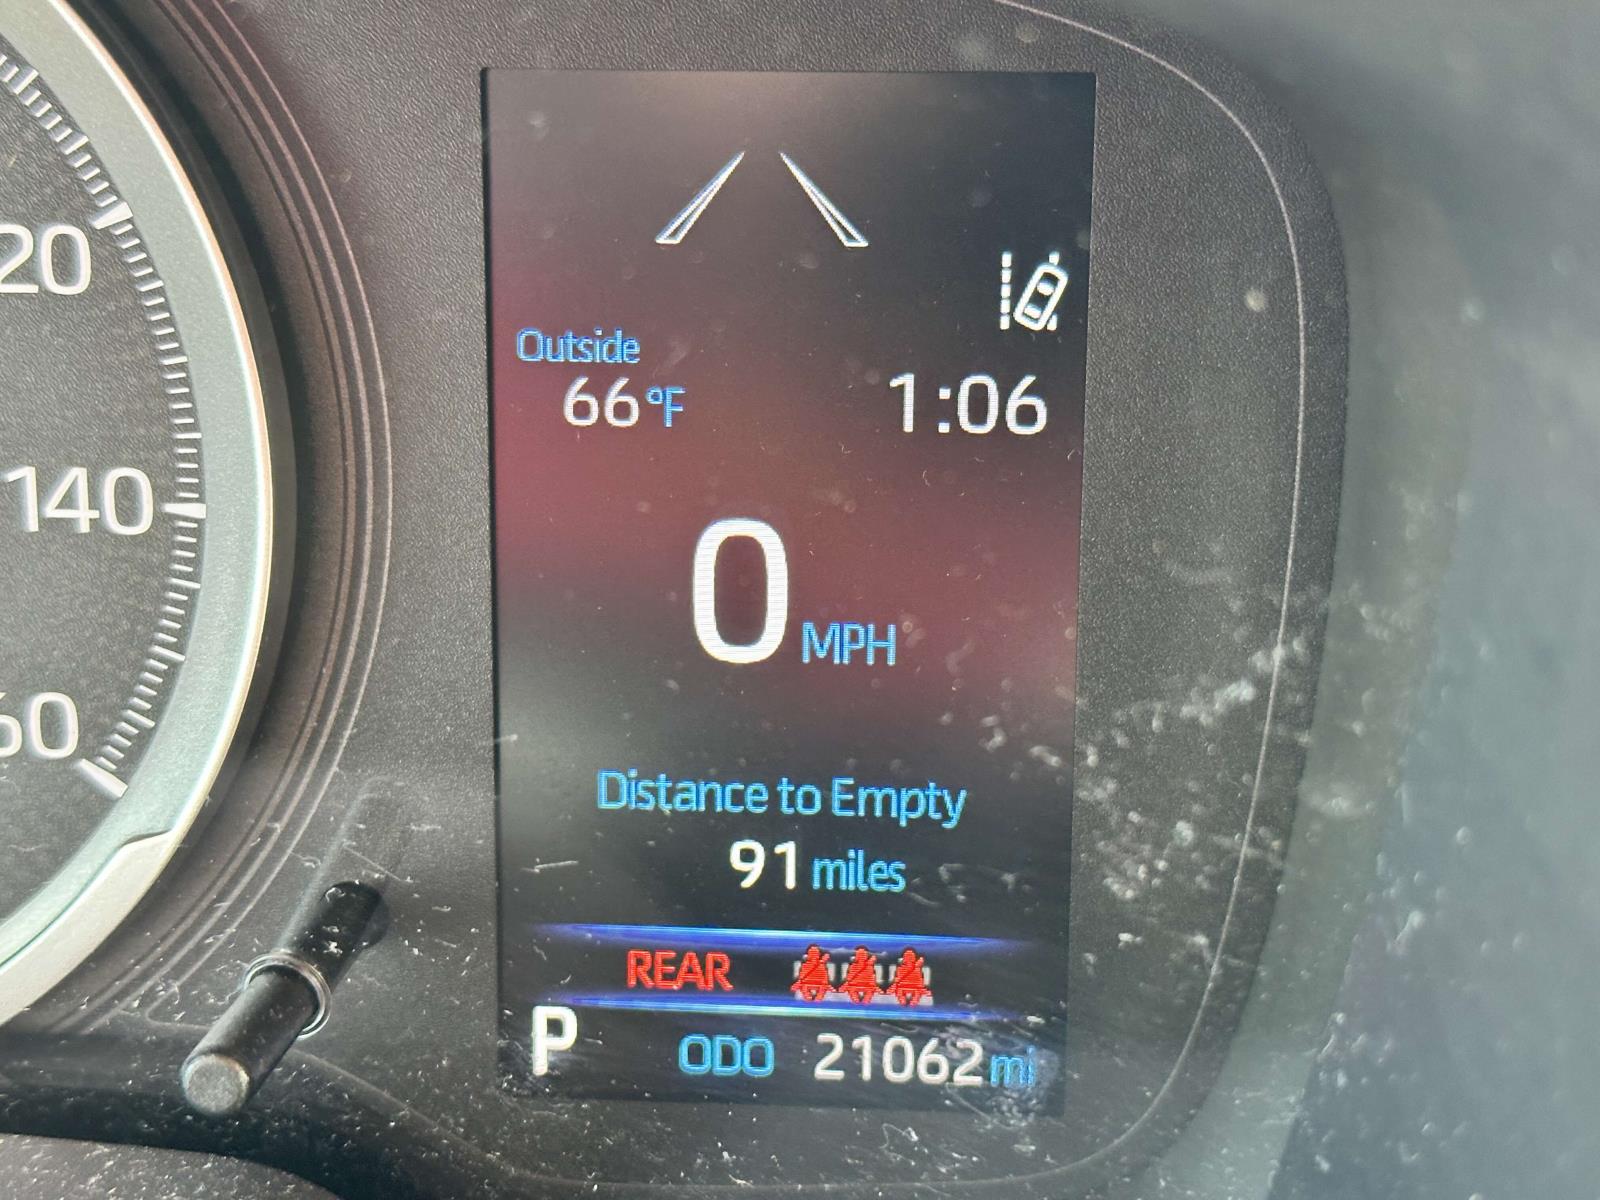 20
140
60
Outside
66 °F
1:06
0 MPH
Distance to Empty
91 miles
REAR
P ODO 21062 mi